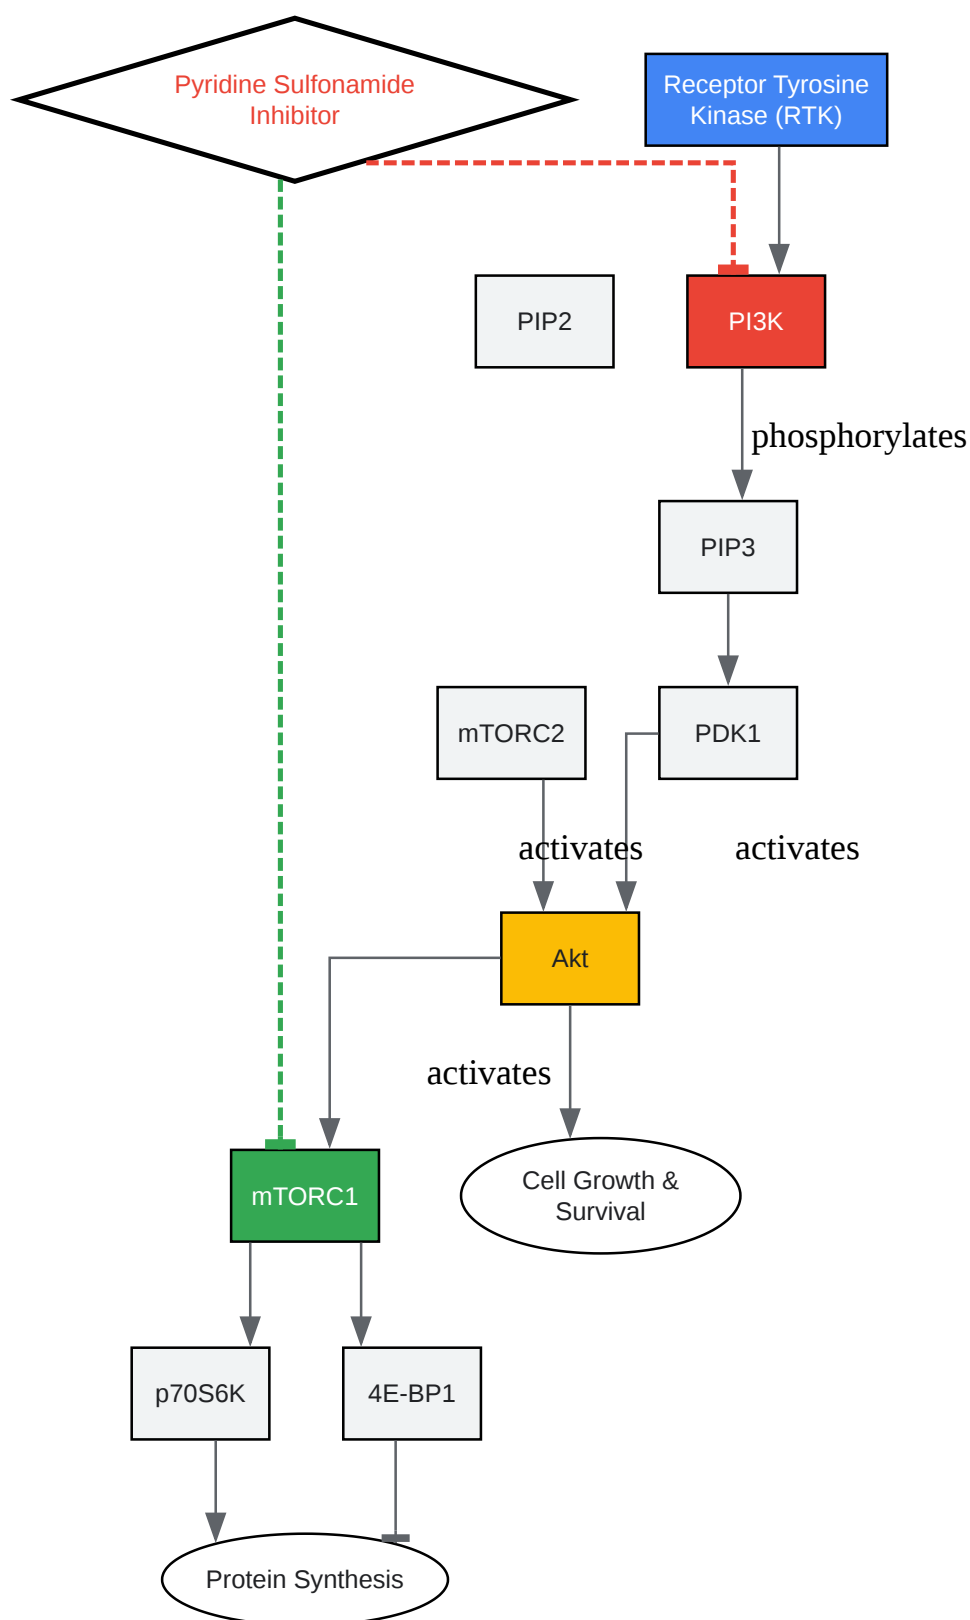 Pyridine Sulfonamide
Inhibitor
Receptor Tyrosine
Kinase (RTK)
PIP2
PI3K
phosphorylates
PIP3
mTORC2
PDK1
activates
activates
Akt
activates
mTORC1
Cell Growth &
Survival
p70S6K
4E-BP1
Protein Synthesis